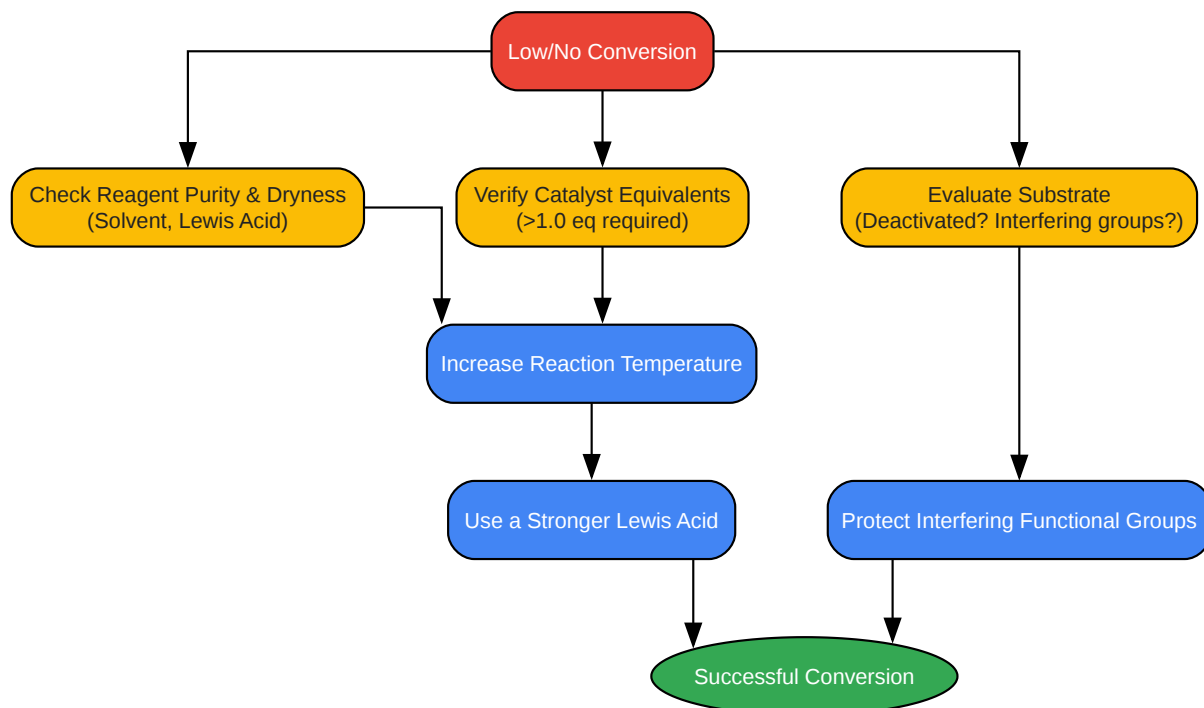 Low/No Conversion
Check Reagent Purity & Dryness
(Solvent, Lewis Acid)
Verify Catalyst Equivalents
(>1.0 eq required)
Evaluate Substrate
(Deactivated? Interfering groups?)
Increase Reaction Temperature
Use a Stronger Lewis Acid
Protect Interfering Functional Groups
Successful Conversion